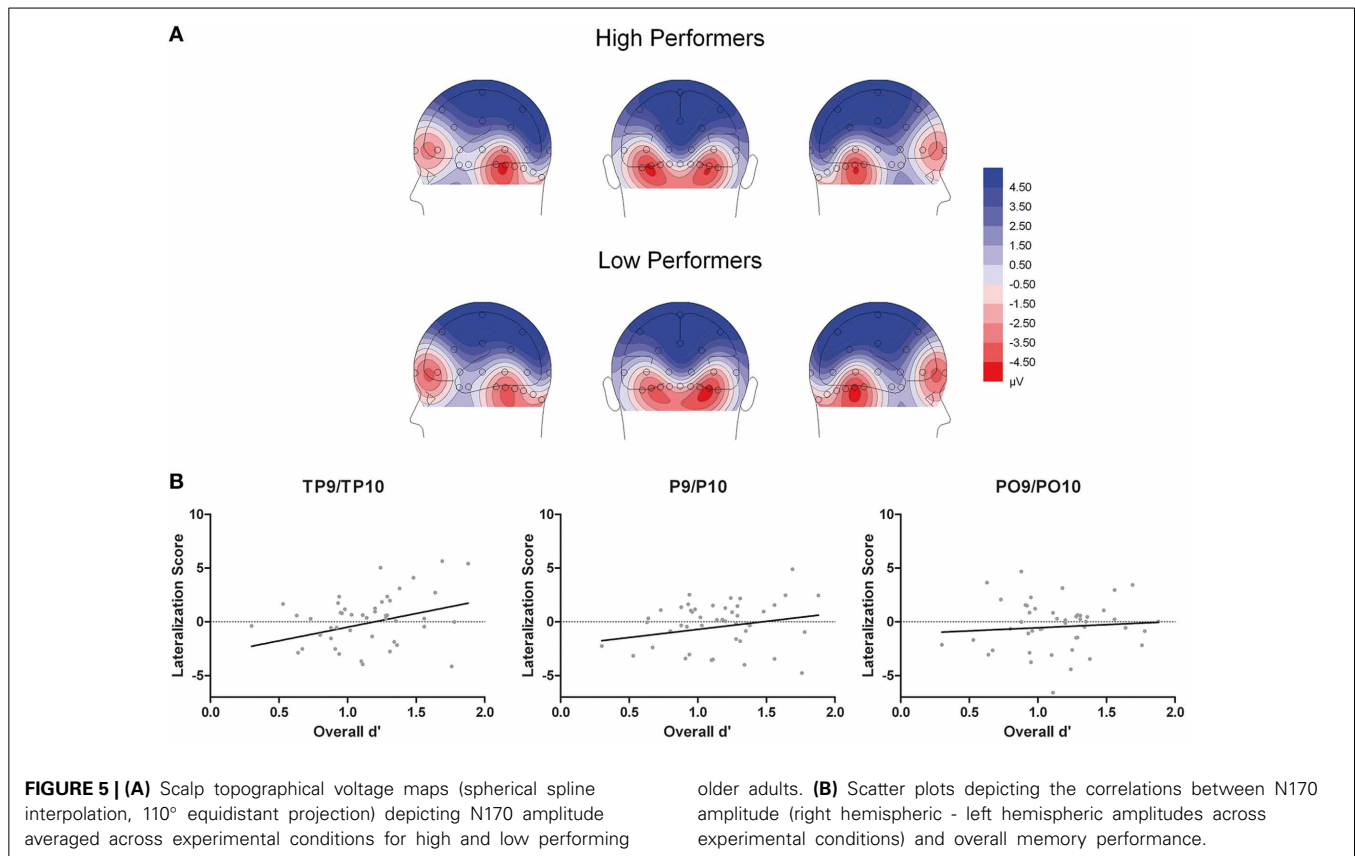 A
High Performers
4.50
3.50
2.50
1.50
0.50
-0.50
-1.50
-2.50
-3.50
-4.50
µV
Low Performers
B
TP9/TP10
P9/P10
PO9/PO10
10
5
0
-5
Lateralization Score
0.0 0.5 1.0 1.5 2.0
Overall d'
10
5
0
-5
Lateralization Score
0.0 0.5 1.0 1.5 2.0
Overall d'
10
5
0
-5
Lateralization Score
0.0 0.5 1.0 1.5 2.0
Overall d'
FIGURE 5 | (A) Scalp topographical voltage maps (spherical spline
interpolation, 110° equidistant projection) depicting N170 amplitude
averaged across experimental conditions for high and low performing
older adults. (B) Scatter plots depicting the correlations between N170
amplitude (right hemispheric - left hemispheric amplitudes across
experimental conditions) and overall memory performance.